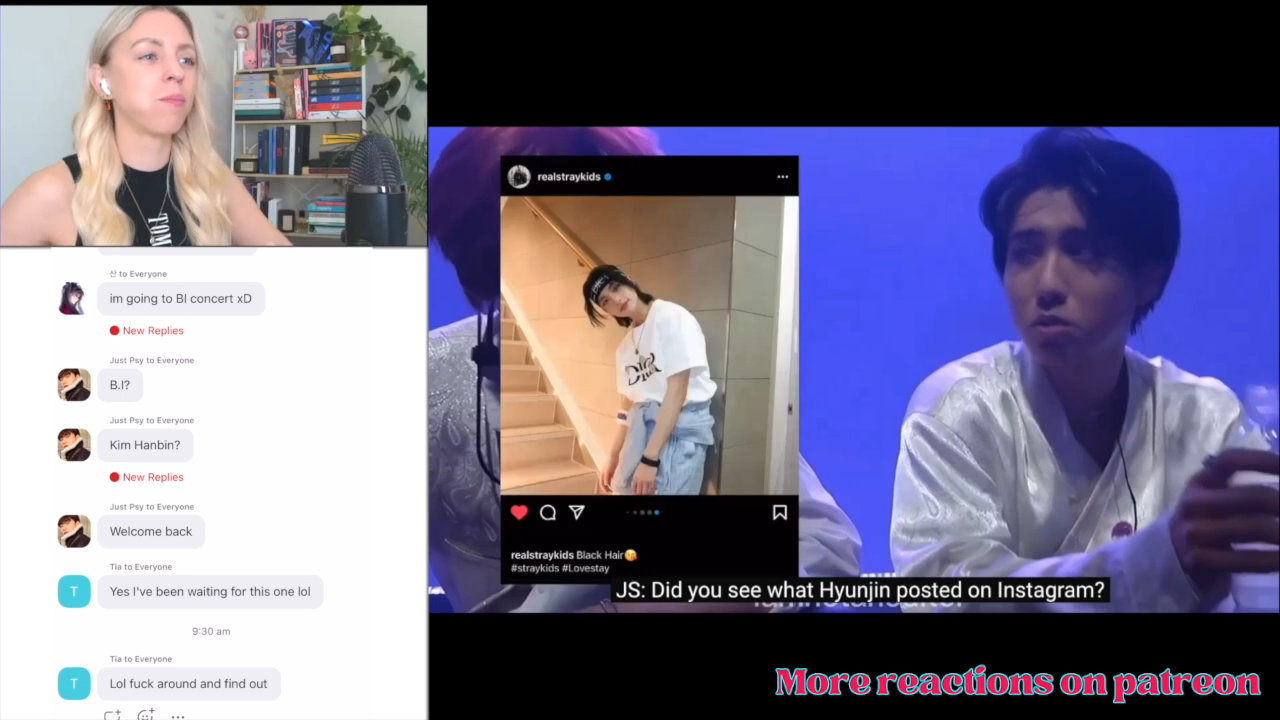 산 to Everyone
im going to BI concert xD
New Replies
Just Psy to Everyone
B.I?
Just Psy to Everyone
Kim Hanbin?
New Replies
Just Psy to Everyone
Welcome back
Tia to Everyone
T
Yes I've been waiting for this one lol
9:30 am
Tia to Everyone
T
Lol fuck around and find out
realstraykids
realstraykids Black Hair😘
#straykids #Lovestay
JS: Did you see what Hyunjin posted on Instagram?
More reactions on patreon